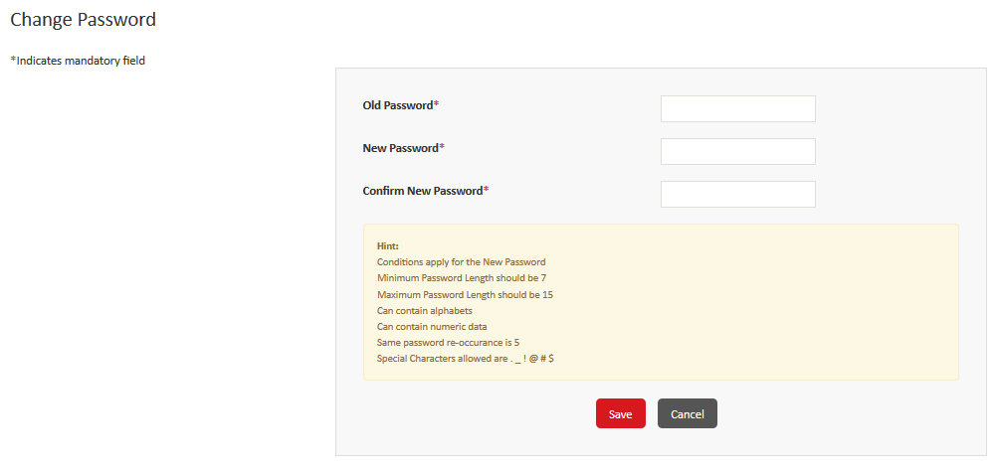 Change Password
*Indicates mandatory field
Old Password*
New Password*
Confirm New Password*
Hint:
Conditions apply for the New Password
Minimum Password Length should be 7
Maximum Password Length should be 15
Can contain alphabets
Can contain numeric data
Same password re-occurance is 5
Special Characters allowed are . _ ! @ # $
Save Cancel